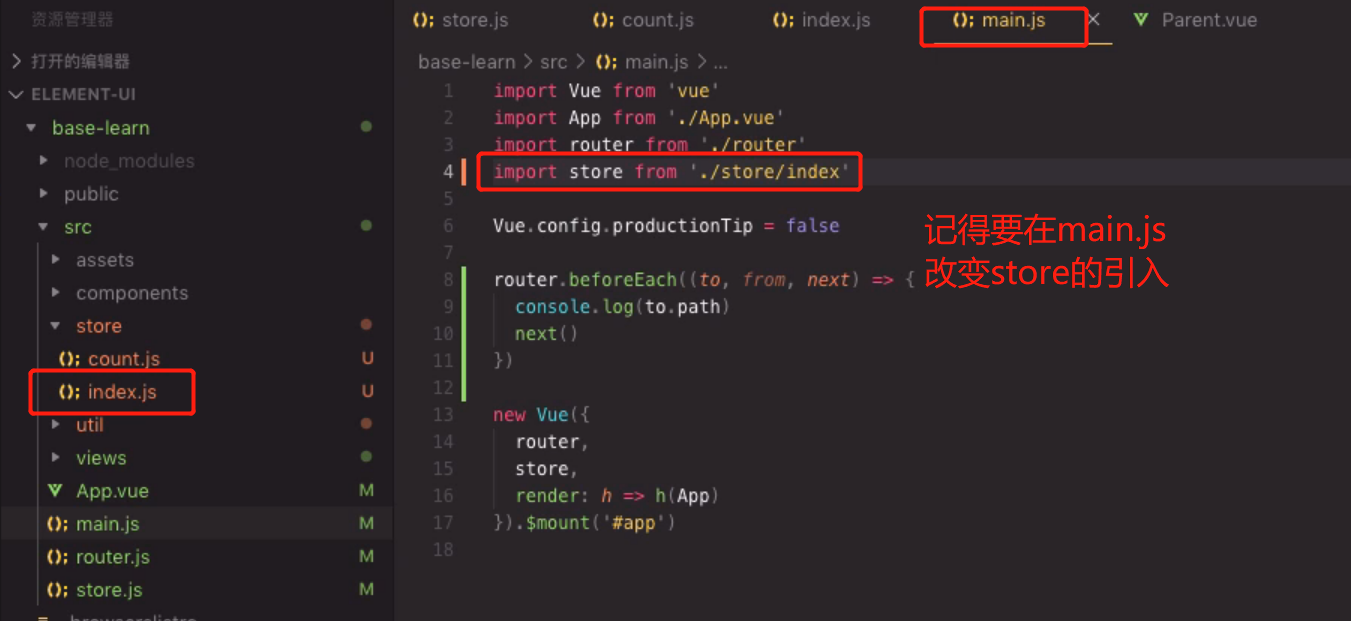 资源管理器
打开的编辑器
ELEMENT-UI
base-learn
node_modules
public
src
assets
components
store
(); count.js U
(); index.js U
util
views
App.vue M
(); main.js M
(); router.js M
(); store.js M
(); store.js (); count.js (); index.js (); main.js × Parent.vue
base-learn > src > (); main.js > ...
1 import Vue from 'vue'
2 import App from './App.vue'
3 import router from './router'
4 import store from './store/index'
5
6 Vue.config.productionTip = false
7
8 router.beforeEach((to, from, next) => {
9 console.log(to.path)
10 next()
11 })
12
13 new Vue({
14 router,
15 store,
16 render: h => h(App)
17 }).$mount('#app')
18
记得要在main.js
改变store的引入